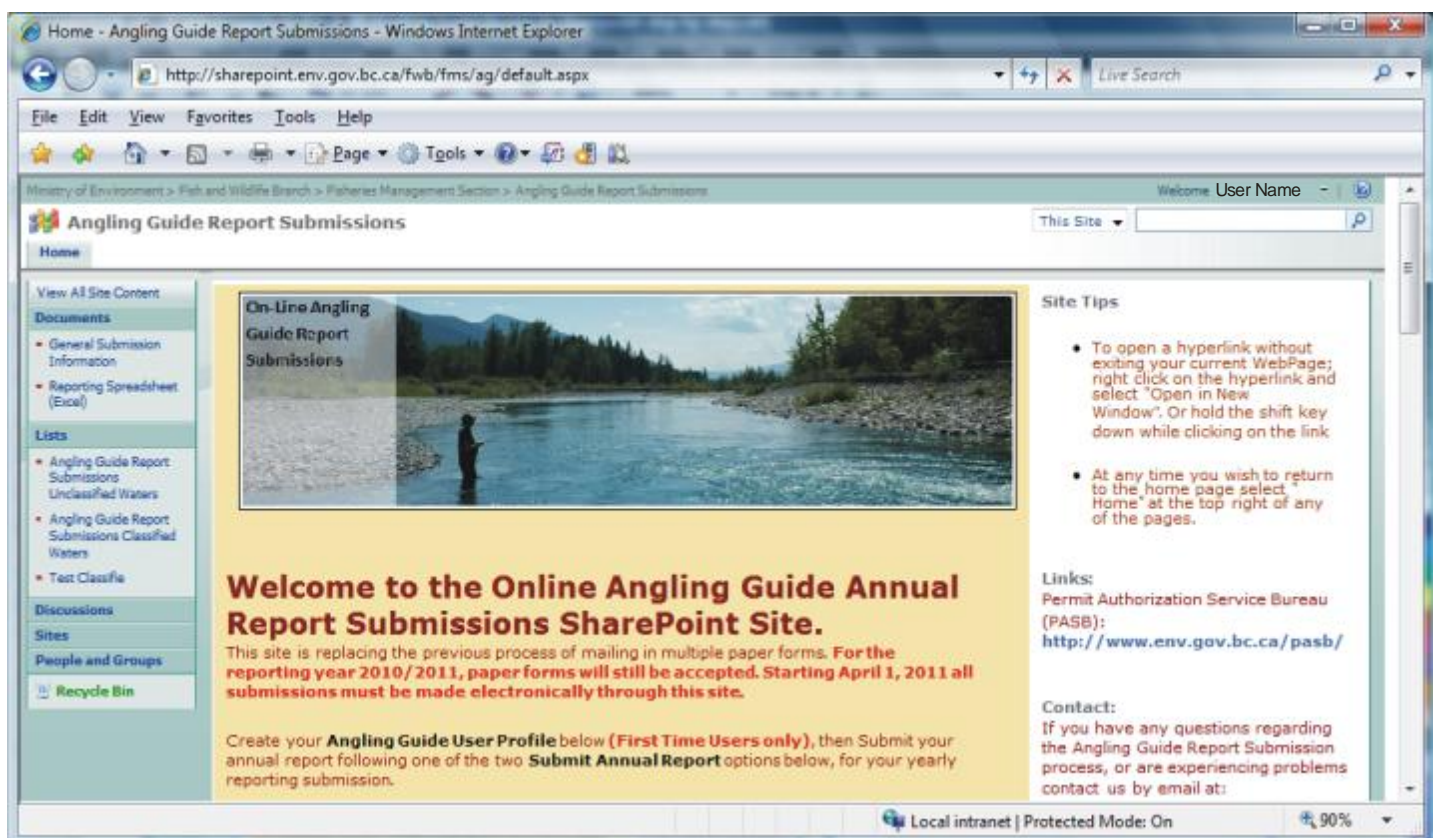 Home - Angling Guide Report Submissions - Windows Internet Explorer
http://sharepoint.env.gov.bc.ca/fwb/fms/ag/default.aspx
Live Search
File Edit View Favorites Tools Help
Page Tools
Ministry of Environment > Fish and Wildlife Branch > Fisheries Management Section > Angling Guide Report Submissions
Welcome User Name
Angling Guide Report Submissions
This Site
Home
View All Site Content
Documents
General Submission
Information
Reporting Spreadsheet
(Excel)
Lists
Angling Guide Report
Submissions
Unclassified Waters
Angling Guide Report
Submissions Classified
Waters
Test Classifie
Discussions
Sites
People and Groups
Recycle Bin
On-Line Angling
Guide Report
Submissions
Welcome to the Online Angling Guide Annual
Report Submissions SharePoint Site.
This site is replacing the previous process of mailing in multiple paper forms. For the
reporting year 2010/2011, paper forms will still be accepted. Starting April 1, 2011 all
submissions must be made electronically through this site.
Create your Angling Guide User Profile below (First Time Users only), then Submit your
annual report following one of the two Submit Annual Report options below, for your yearly
reporting submission.
Site Tips
• To open a hyperlink without
exiting your current WebPage;
right click on the hyperlink and
select "Open in New
Window". Or hold the shift key
down while clicking on the link
• At any time you wish to return
to the home page select "
Home" at the top right of any
of the pages.
Links:
Permit Authorization Service Bureau
(PASB):
http://www.env.gov.bc.ca/pasb/
Contact:
If you have any questions regarding
the Angling Guide Report Submission
process, or are experiencing problems
contact us by email at:
Local intranet | Protected Mode: On
90%